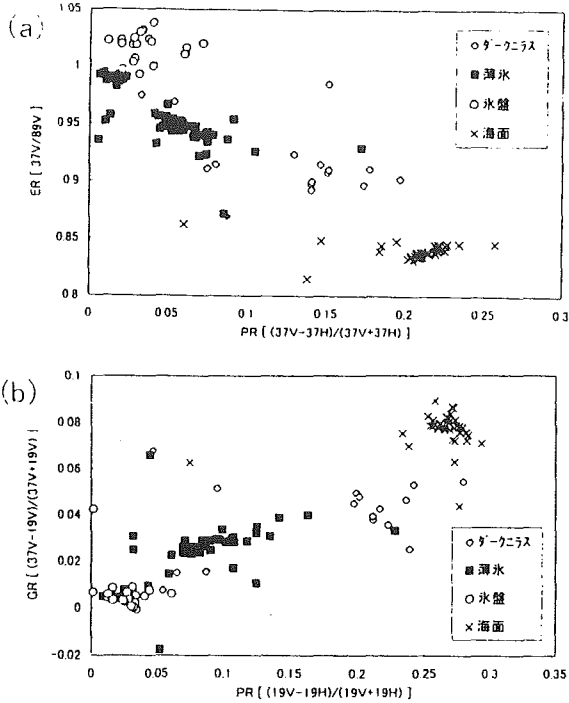 (a)
1.05
1
0.95
0.9
0.85
0.8
ER [ 37V/89V ]
ダークニラス
薄氷
氷盤
海面
0
0.05
0.1
0.15
0.2
0.25
0.3
PR [ (37V-37H)/(37V+37H) ]
(b)
0.1
0.08
0.06
0.04
0.02
0
-0.02
GR [ (37V-19V)/(37V+19V) ]
ダークニラス
薄氷
氷盤
海面
0
0.05
0.1
0.15
0.2
0.25
0.3
0.35
PR [ (19V-19H)/(19V+19H) ]